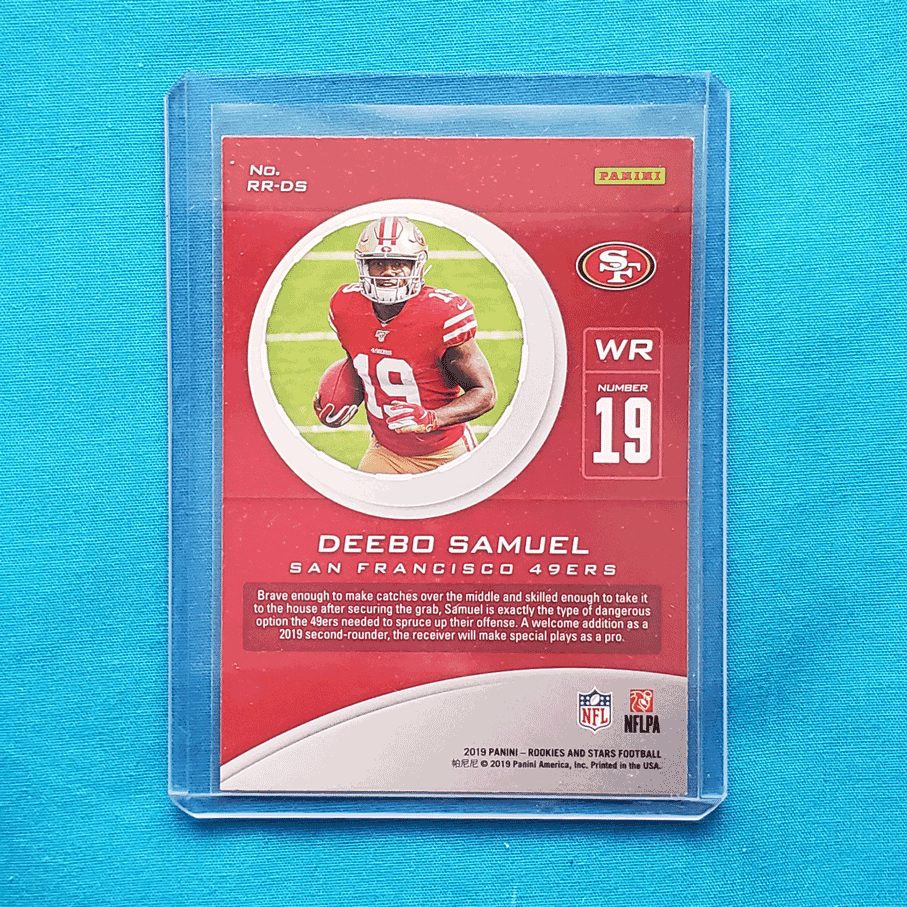 No.
RR-DS
PANINI
SF
WR
NUMBER
19
19
19
49ERS
DEEBO SAMUEL
SAN FRANCISCO 49ERS
Brave enough to make catches over the middle and skilled enough to take it
to the house after securing the grab, Samuel is exactly the type of dangerous
option the 49ers needed to spruce up their offense. A welcome addition as a
2019 second-rounder, the receiver will make special plays as a pro.
NFL
NFLPA
2019 PANINI – ROOKIES AND STARS FOOTBALL
帕尼尼 © 2019 Panini America, Inc. Printed in the USA.